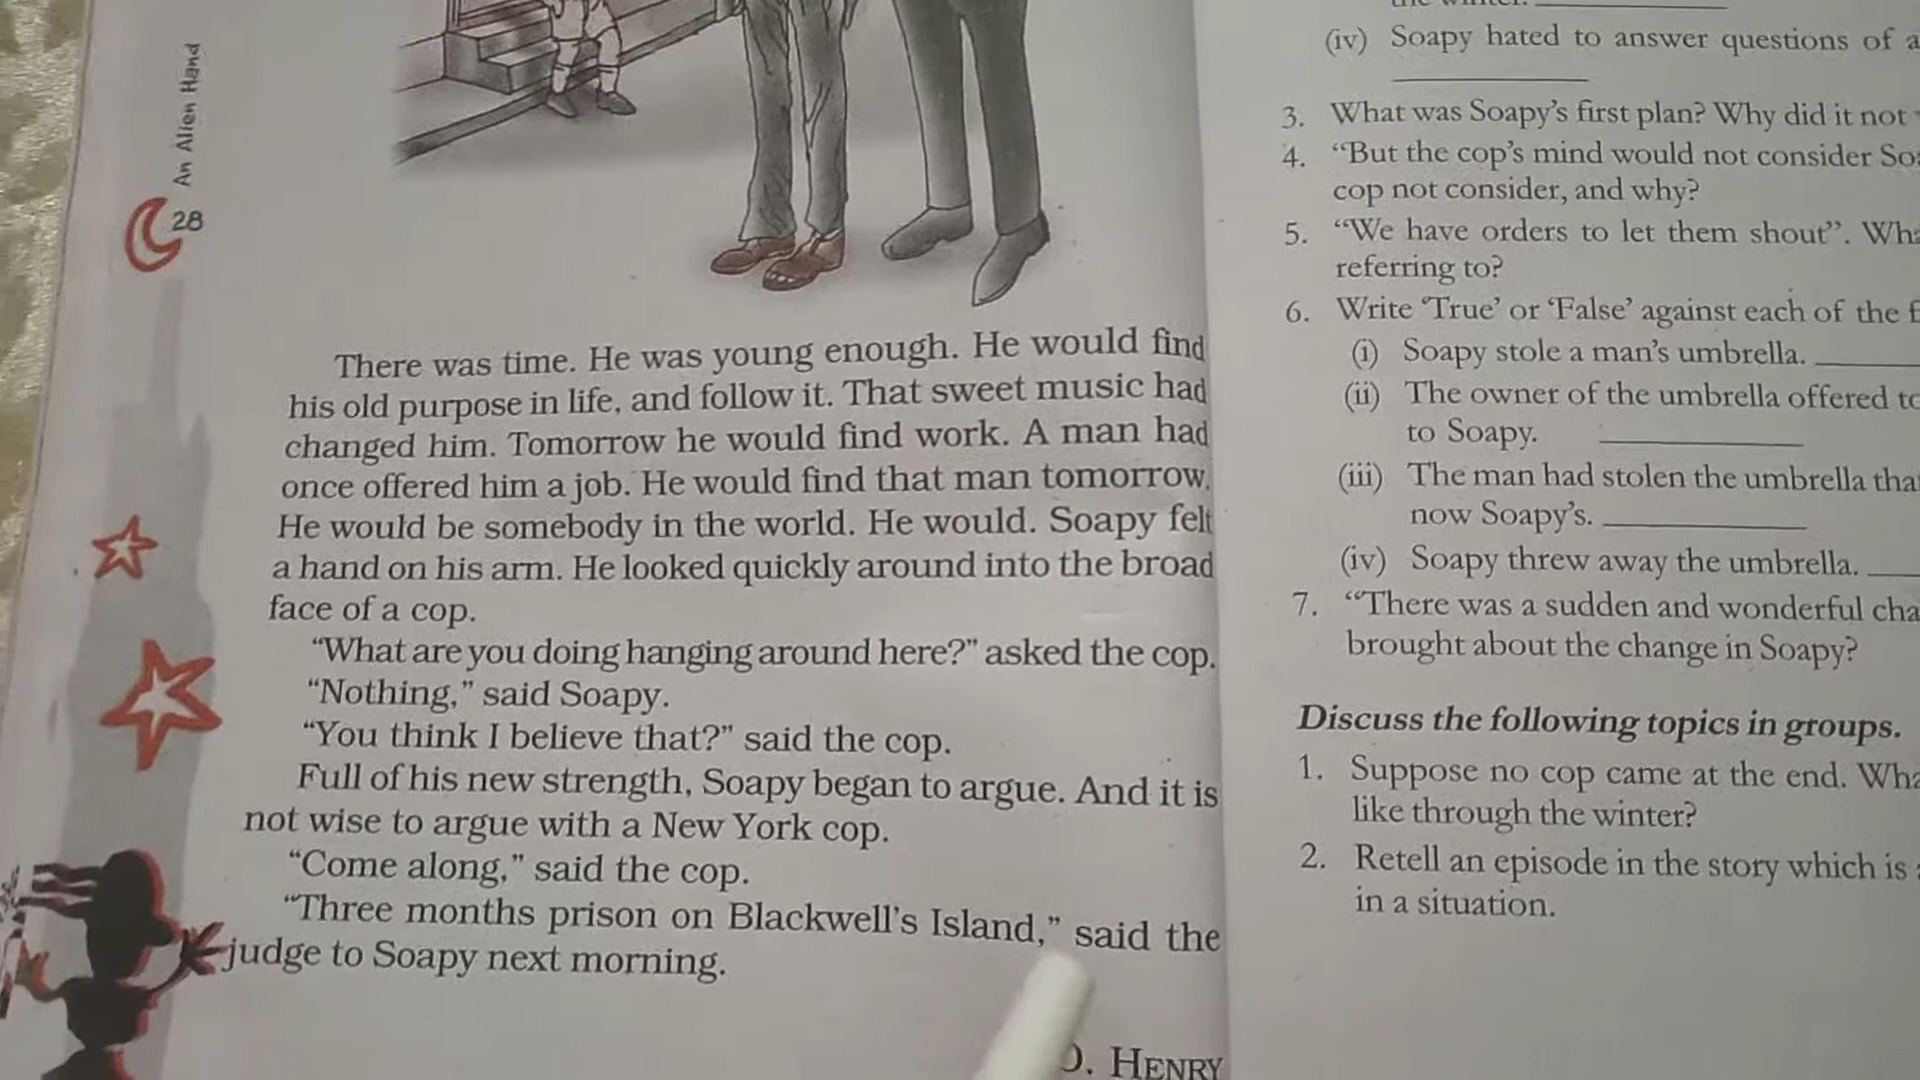 An Alien Hand
28
There was time. He was young enough. He would find
his old purpose in life, and follow it. That sweet music had
changed him. Tomorrow he would find work. A man had
once offered him a job. He would find that man tomorrow.
He would be somebody in the world. He would. Soapy felt
a hand on his arm. He looked quickly around into the broad
face of a cop.
“What are you doing hanging around here?” asked the cop.
“Nothing,” said Soapy.
“You think I believe that?” said the cop.
Full of his new strength, Soapy began to argue. And it is
not wise to argue with a New York cop.
“Come along,” said the cop.
“Three months prison on Blackwell’s Island,” said the
judge to Soapy next morning.
O. HENRY
(iv) Soapy hated to answer questions of a
3. What was Soapy’s first plan? Why did it not
4. “But the cop’s mind would not consider
cop not consider, and why?
5. “We have orders to let them shout”.
referring to?
6. Write ‘True’ or ‘False’ against each of the
(i) Soapy stole a man’s umbrella.
(ii) The owner of the umbrella offered
to Soapy.
(iii) The man had stolen the umbrella
now Soapy’s.
(iv) Soapy threw away the umbrella.
7. “There was a sudden and wonderful
brought about the change in Soapy?
Discuss the following topics in groups.
1. Suppose no cop came at the end.
like through the winter?
2. Retell an episode in the story which is
in a situation.